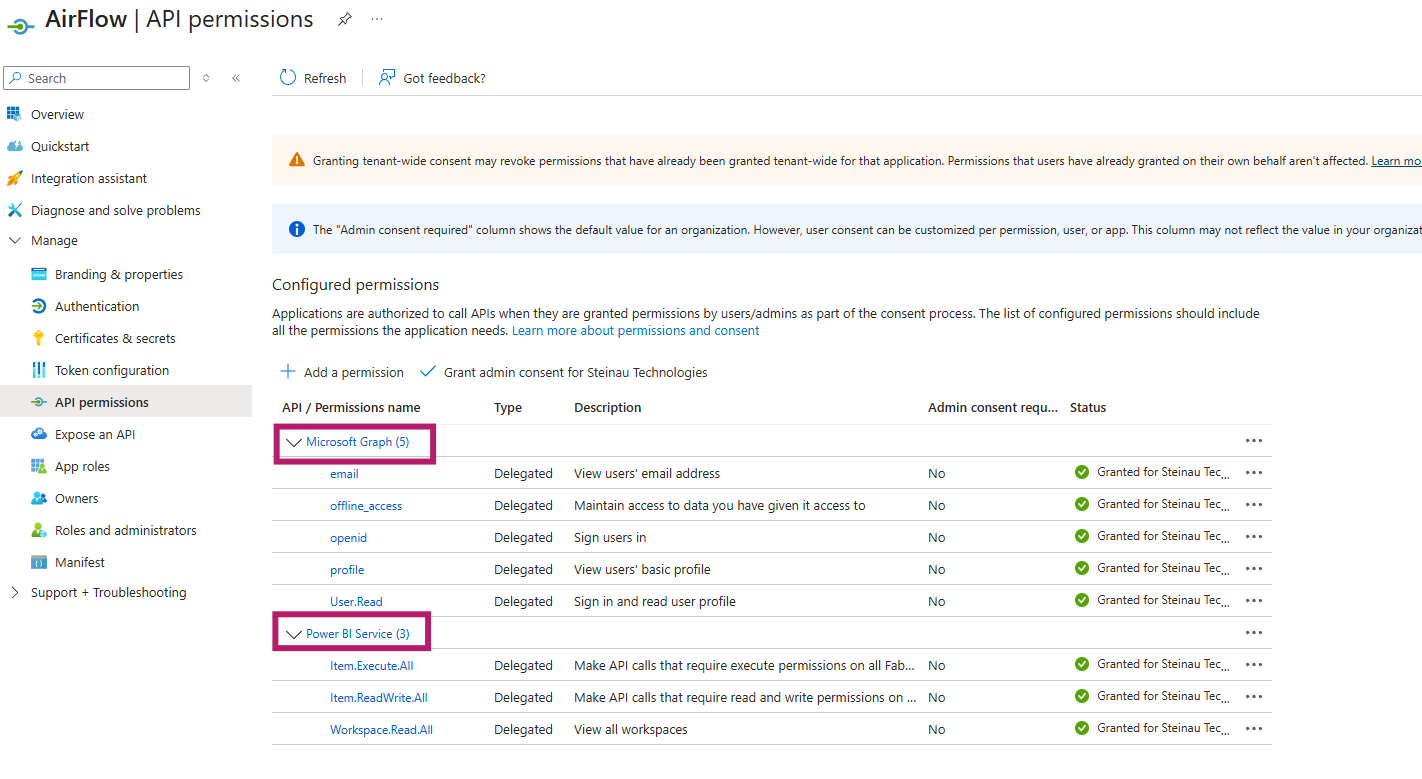 AirFlow | API permissions
Search
Refresh
Got feedback?
Overview
Quickstart
Integration assistant
Diagnose and solve problems
Manage
Branding & properties
Authentication
Certificates & secrets
Token configuration
API permissions
Expose an API
App roles
Owners
Roles and administrators
Manifest
Support + Troubleshooting
Granting tenant-wide consent may revoke permissions that have already been granted tenant-wide for that application. Permissions that users have already granted on their own behalf aren't affected. Learn mo
The "Admin consent required" column shows the default value for an organization. However, user consent can be customized per permission, user, or app. This column may not reflect the value in your organizat
Configured permissions
Applications are authorized to call APIs when they are granted permissions by users/admins as part of the consent process. The list of configured permissions should include
all the permissions the application needs. Learn more about permissions and consent
Add a permission
Grant admin consent for Steinau Technologies
API / Permissions name Type Description Admin consent requ... Status
Microsoft Graph (5)
email Delegated View users' email address No Granted for Steinau Tec...
offline_access Delegated Maintain access to data you have given it access to No Granted for Steinau Tec...
openid Delegated Sign users in No Granted for Steinau Tec...
profile Delegated View users' basic profile No Granted for Steinau Tec...
User.Read Delegated Sign in and read user profile No Granted for Steinau Tec...
Power BI Service (3)
Item.Execute.All Delegated Make API calls that require execute permissions on all Fab... No Granted for Steinau Tec...
Item.ReadWrite.All Delegated Make API calls that require read and write permissions on ... No Granted for Steinau Tec...
Workspace.Read.All Delegated View all workspaces No Granted for Steinau Tec...